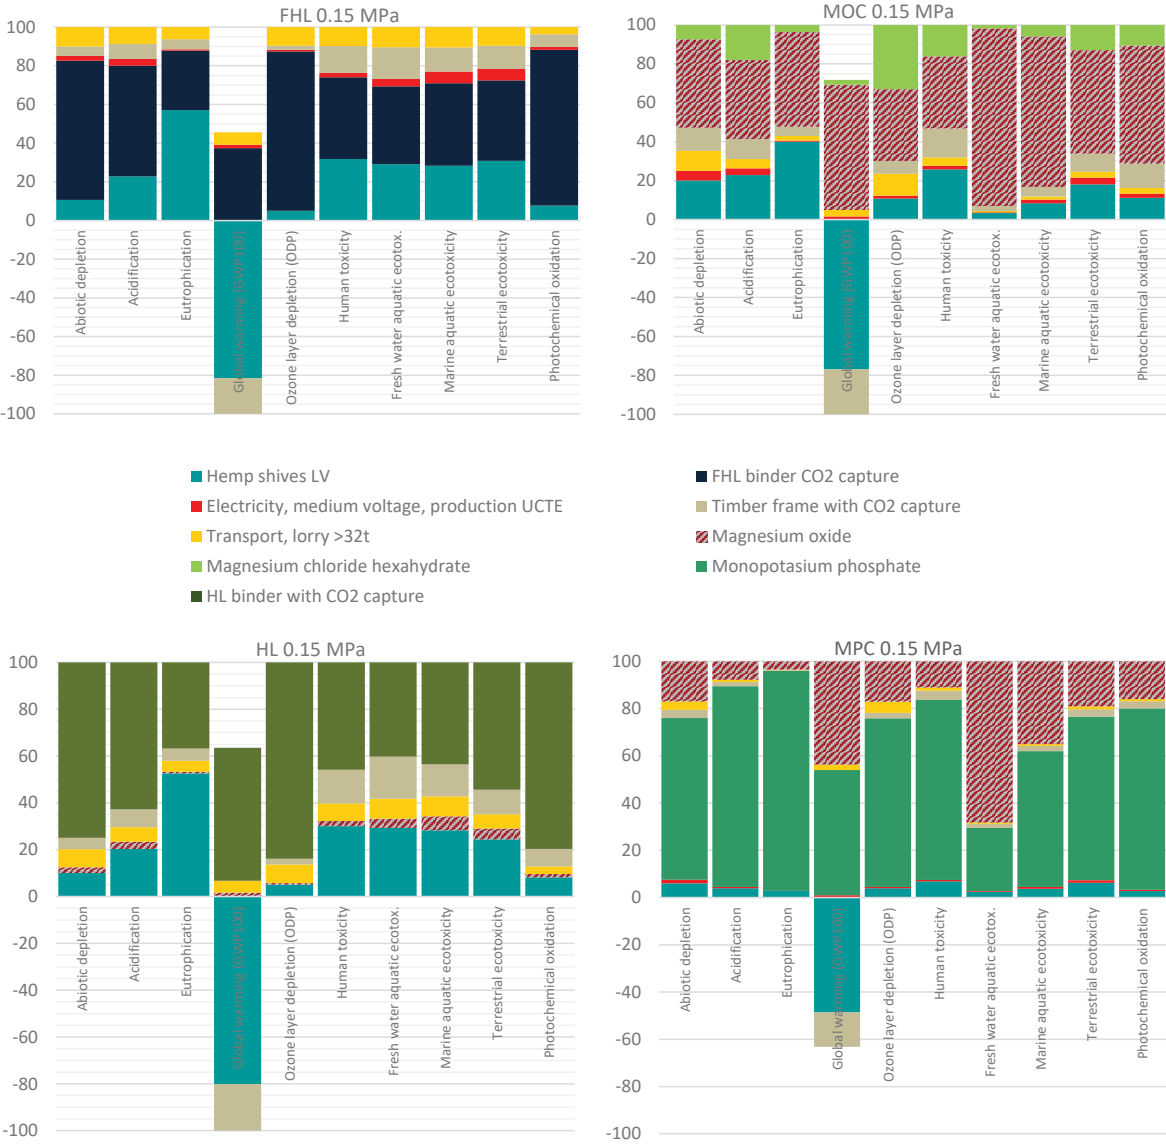 FHL 0.15 MPa
100
80
60
40
20
0
-20
-40
-60
-80
-100
Abiotic depletion
Acidification
Eutrophication
Global warming (GWP100)
Ozone layer depletion (ODP)
Human toxicity
Fresh water aquatic ecotox.
Marine aquatic ecotoxicity
Terrestrial ecotoxicity
Photochemical oxidation
MOC 0.15 MPa
100
80
60
40
20
0
-20
-40
-60
-80
-100
Abiotic depletion
Acidification
Eutrophication
Global warming (GWP100)
Ozone layer depletion (ODP)
Human toxicity
Fresh water aquatic ecotox.
Marine aquatic ecotoxicity
Terrestrial ecotoxicity
Photochemical oxidation
Hemp shives LV
Electricity, medium voltage, production UCTE
Transport, lorry >32t
Magnesium chloride hexahydrate
HL binder with CO2 capture
FHL binder CO2 capture
Timber frame with CO2 capture
Magnesium oxide
Monopotasium phosphate
HL 0.15 MPa
100
80
60
40
20
0
-20
-40
-60
-80
-100
Abiotic depletion
Acidification
Eutrophication
Global warming (GWP100)
Ozone layer depletion (ODP)
Human toxicity
Fresh water aquatic ecotox.
Marine aquatic ecotoxicity
Terrestrial ecotoxicity
Photochemical oxidation
MPC 0.15 MPa
100
80
60
40
20
0
-20
-40
-60
-80
-100
Abiotic depletion
Acidification
Eutrophication
Global warming (GWP100)
Ozone layer depletion (ODP)
Human toxicity
Fresh water aquatic ecotox.
Marine aquatic ecotoxicity
Terrestrial ecotoxicity
Photochemical oxidation